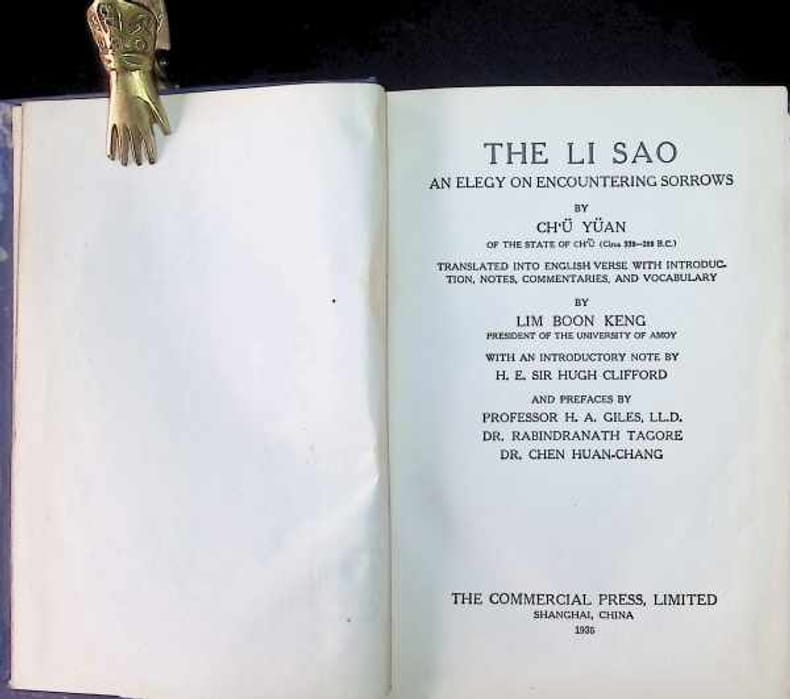 THE LI SAO
AN ELEGY ON ENCOUNTERING SORROWS
BY
CH'Ü YÜAN
OF THE STATE OF CH'Ü (Circa B.C.)
TRANSLATED INTO ENGLISH VERSE WITH INTRODUC-
TION, NOTES, COMMENTARIES, AND VOCABULARY
BY
LIM BOON KENG
PRESIDENT OF THE UNIVERSITY OF AMOY
WITH AN INTRODUCTORY NOTE BY
H. E. SIR HUGH CLIFFORD
AND PREFACES BY
PROFESSOR H. A. GILES, LL.D.
DR. RABINDRANATH TAGORE
DR. CHEN HUAN-CHANG
THE COMMERCIAL PRESS, LIMITED
SHANGHAI, CHINA
1935